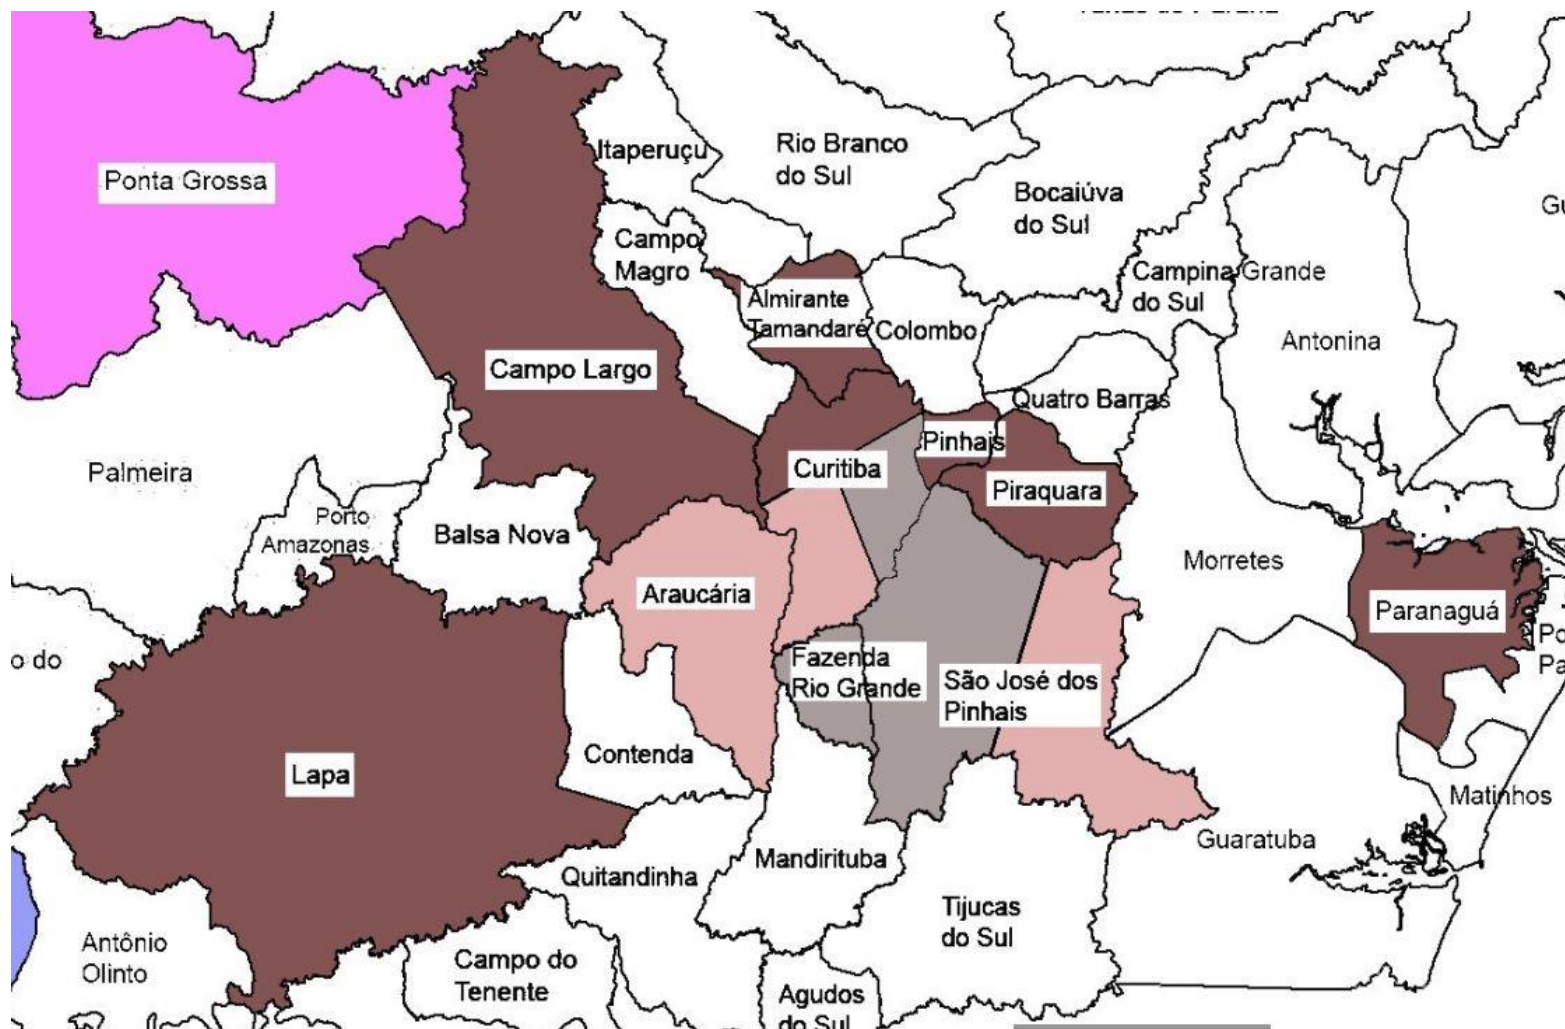 Ponta Grossa
Itaperuçu
Rio Branco
do Sul
Bocaiúva
do Sul
Campo
Magro
Campina Grande
do Sul
Almirante
Tamandaré
Colombo
Antonina
Campo Largo
Quatro Barras
Palmeira
Curitiba
Pinhais
Piraquara
Porto
Amazonas
Balsa Nova
Morretes
Araucária
Paranaguá
o do
Fazenda
Rio Grande
São José dos
Pinhais
Contenda
Lapa
Matinhos
Guaratuba
Mandirituba
Quitandinha
Tijucas
do Sul
Antônio
Olinto
Campo do
Tenente
Agudos
do Sul